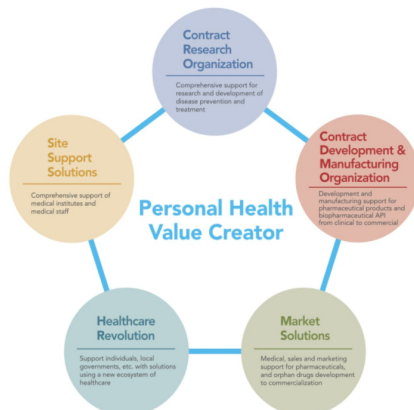 Contract
Research
Organization
Comprehensive support for
research and development of
disease prevention and
treatment
Site
Support
Solutions
Comprehensive support of
medical institutes and
medical staff
Contract
Development &
Manufacturing
Organization
Development and
manufacturing support for
pharmaceutical products and
biopharmaceutical API
from clinical to commercial
Personal Health
Value Creator
Healthcare
Revolution
Support individuals, local
governments, etc. with solutions
using a new ecosystem of
healthcare
Market
Solutions
Medical, sales and marketing
support for pharmaceuticals,
and orphan drugs development
to commercialization